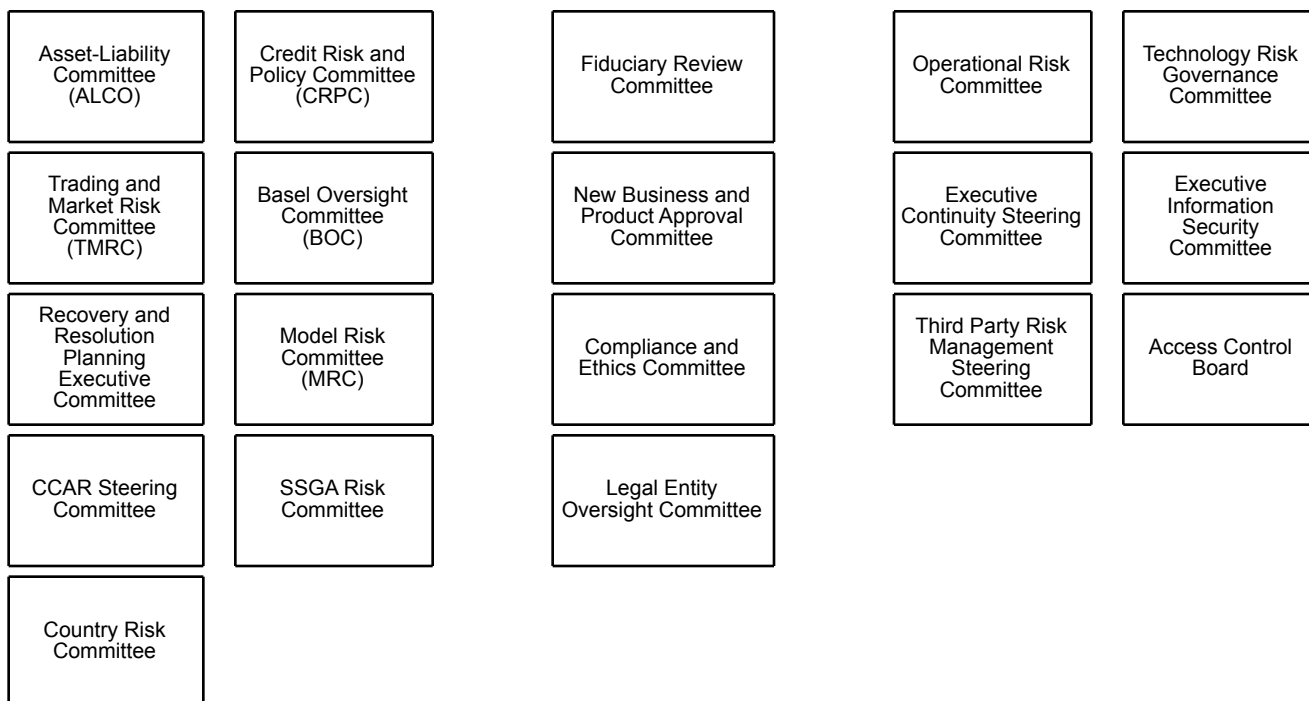 Asset-Liability
Committee
(ALCO)
Credit Risk and
Policy Committee
(CRPC)
Fiduciary Review
Committee
Operational Risk
Committee
Technology Risk
Governance
Committee
Trading and
Market Risk
Committee
(TMRC)
Basel Oversight
Committee
(BOC)
New Business and
Product Approval
Committee
Executive
Continuity Steering
Committee
Executive
Information
Security
Committee
Recovery and
Resolution
Planning
Executive
Committee
Model Risk
Committee
(MRC)
Compliance and
Ethics Committee
Third Party Risk
Management
Steering
Committee
Access Control
Board
CCAR Steering
Committee
SSGA Risk
Committee
Legal Entity
Oversight Committee
Country Risk
Committee